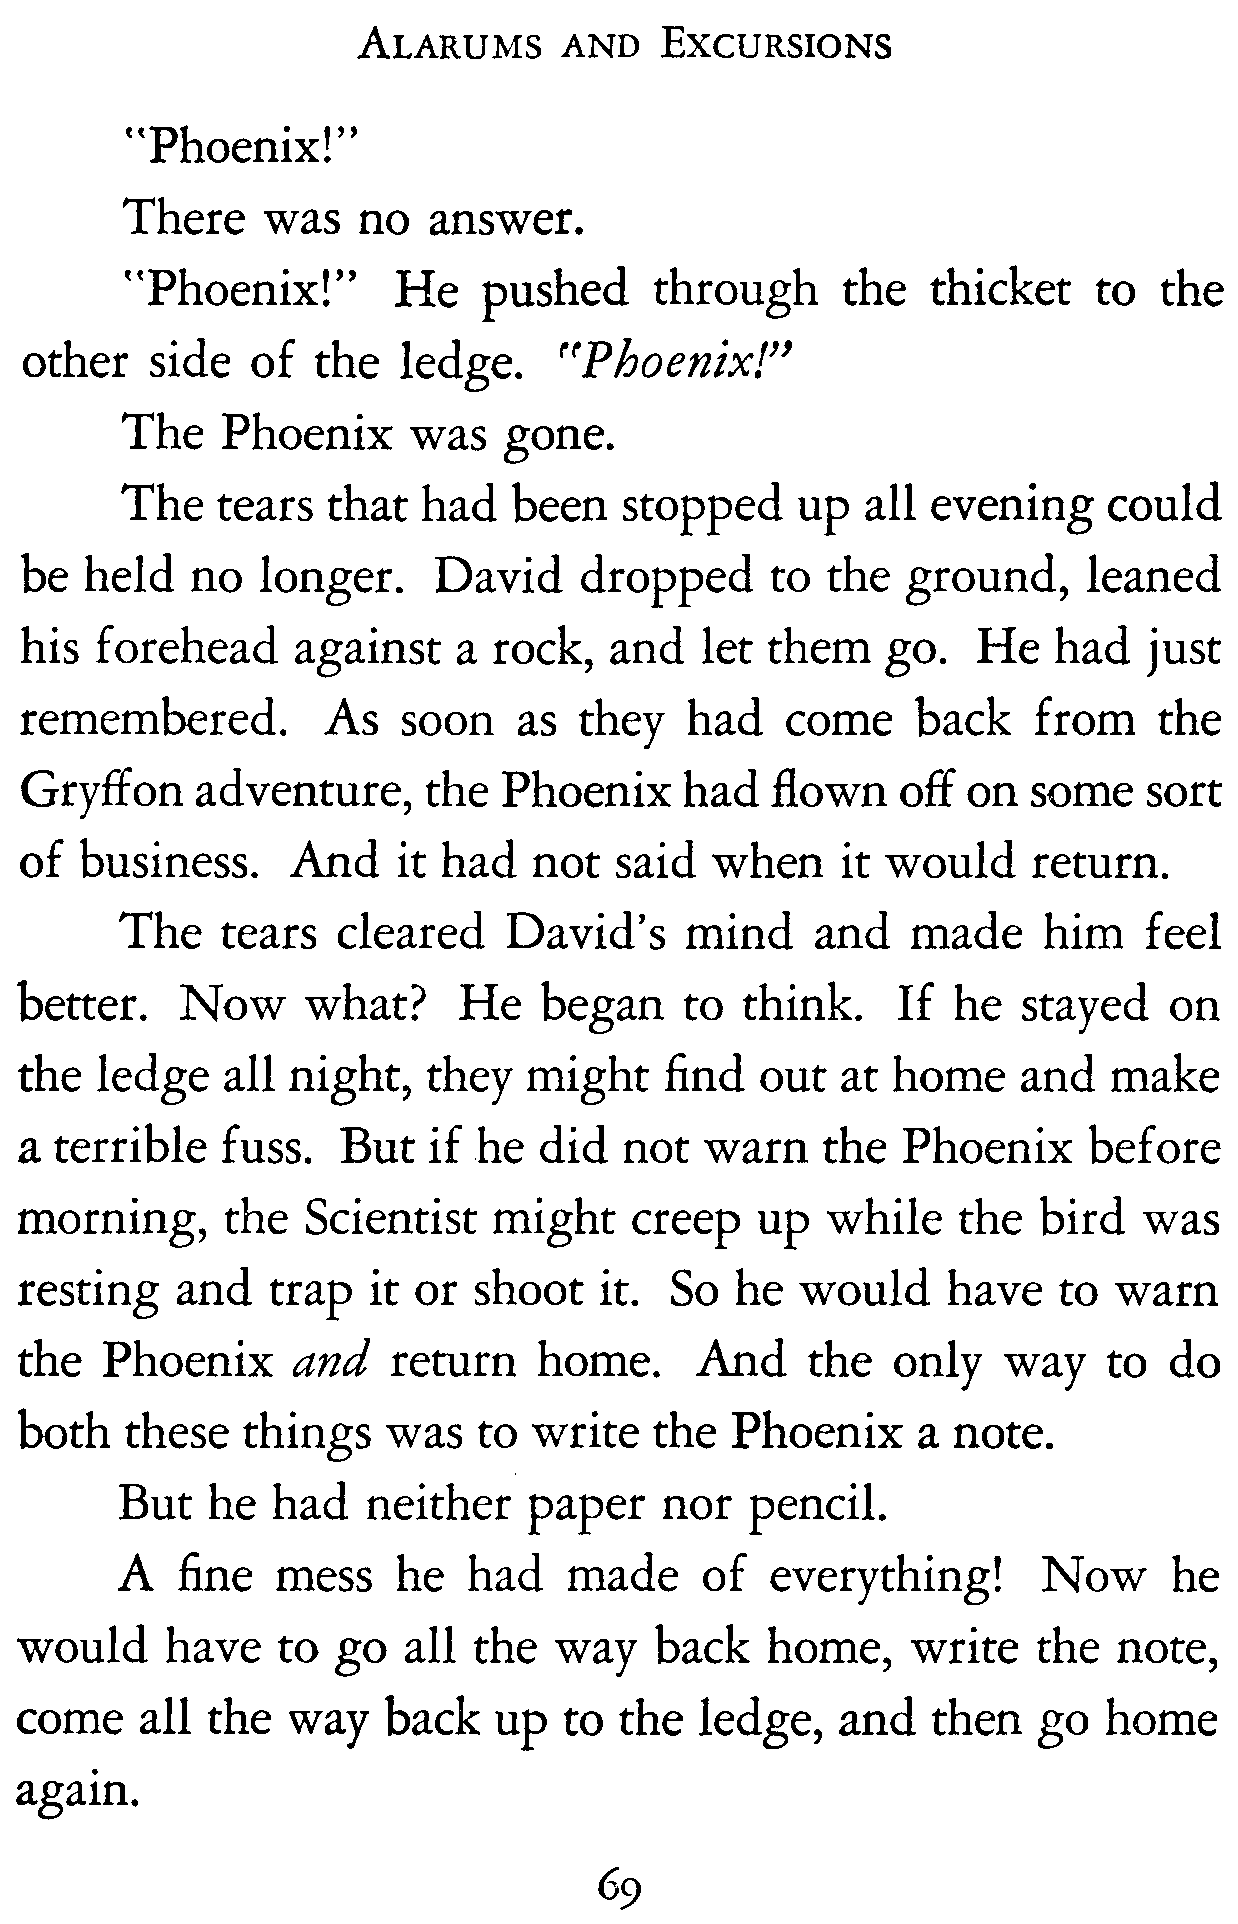 ALARUMS AND EXCURSIONS
"Phoenix!"
There was no answer.
"Phoenix!" He pushed through the thicket to the
other side of the ledge. "Phoenix!"
The Phoenix was gone.
The tears that had been stopped up all evening could
be held no longer. David dropped to the ground, leaned
his forehead against a rock, and let them go. He had just
remembered. As soon as they had come back from the
Gryffon adventure, the Phoenix had flown off on some sort
of business. And it had not said when it would return.
The tears cleared David's mind and made him feel
better. Now what? He began to think. If he stayed on
the ledge all night, they might find out at home and make
a terrible fuss. But if he did not warn the Phoenix before
morning, the Scientist might creep up while the bird was
resting and trap it or shoot it. So he would have to warn
the Phoenix and return home. And the only way to do
both these things was to write the Phoenix a note.
But he had neither paper nor pencil.
A fine mess he had made of everything! Now he
would have to go all the way back home, write the note,
come all the way back up to the ledge, and then go home
again.
69